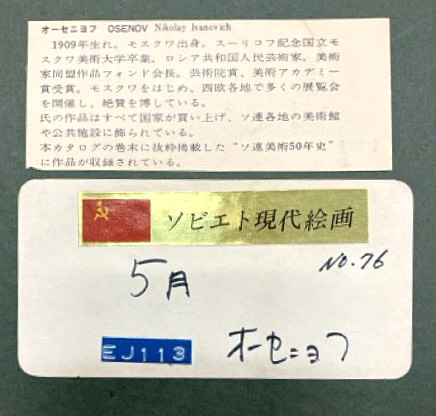 オーセニヨフ OSENOV Nikolay Ivanovich
1909年生れ。モスクワ出身。スーリコフ記念国立モ
スクワ美術大学卒業。ロシア共和国人民芸術家。美術
家同盟作品フォンド会長。芸術院賞、美術アカデミー
賞受賞。モスクワをはじめ、西欧各地で多くの展覧会
を開催し、絶賛を博している。
氏の作品はすべて国家が買い上げ、ソ連各地の美術館
や公共施設に飾られている。
本カタログの巻末に抜粋掲載した“ソ連美術50年史”
に作品が収録されている。
ソビエト現代絵画
NO.76
5月
EJ113
オーセニョフ